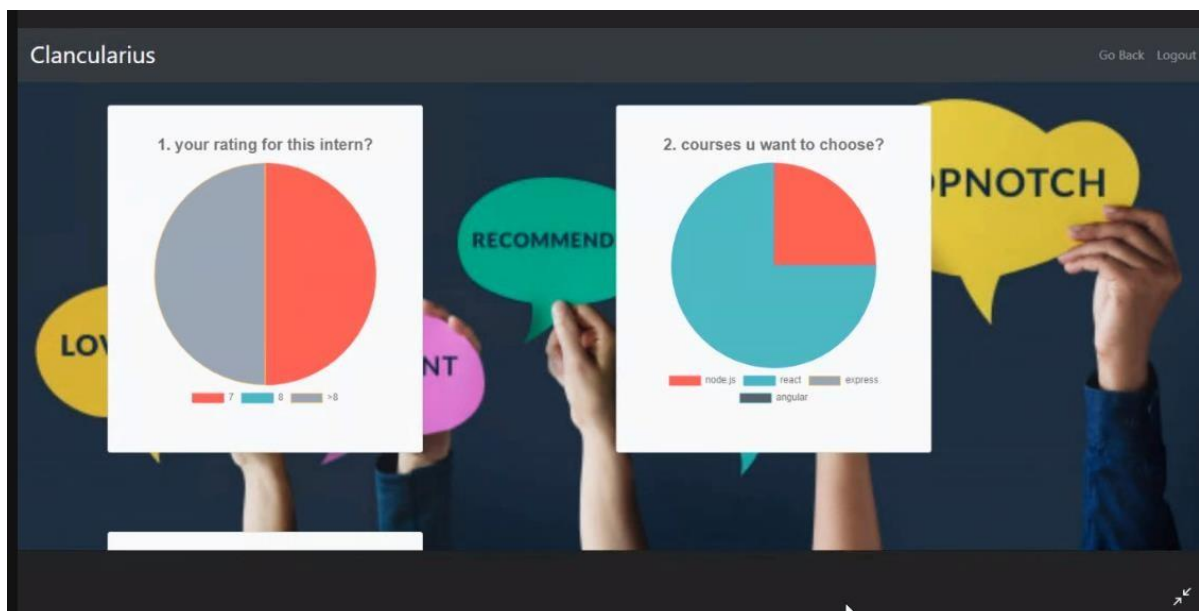 Clancularius
Go Back Logout
1. your rating for this intern?
2. courses u want to choose?
PNOTCH
RECOMMEND
LOV
NT
node.js react express
angular
7 8 >8